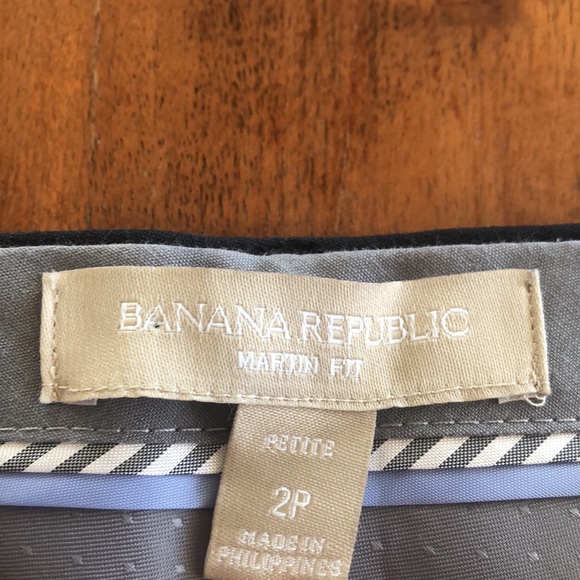 BANANA REPUBLIC
MARTIN FIT
PETITE
2P
MADE IN
PHILIPPINES